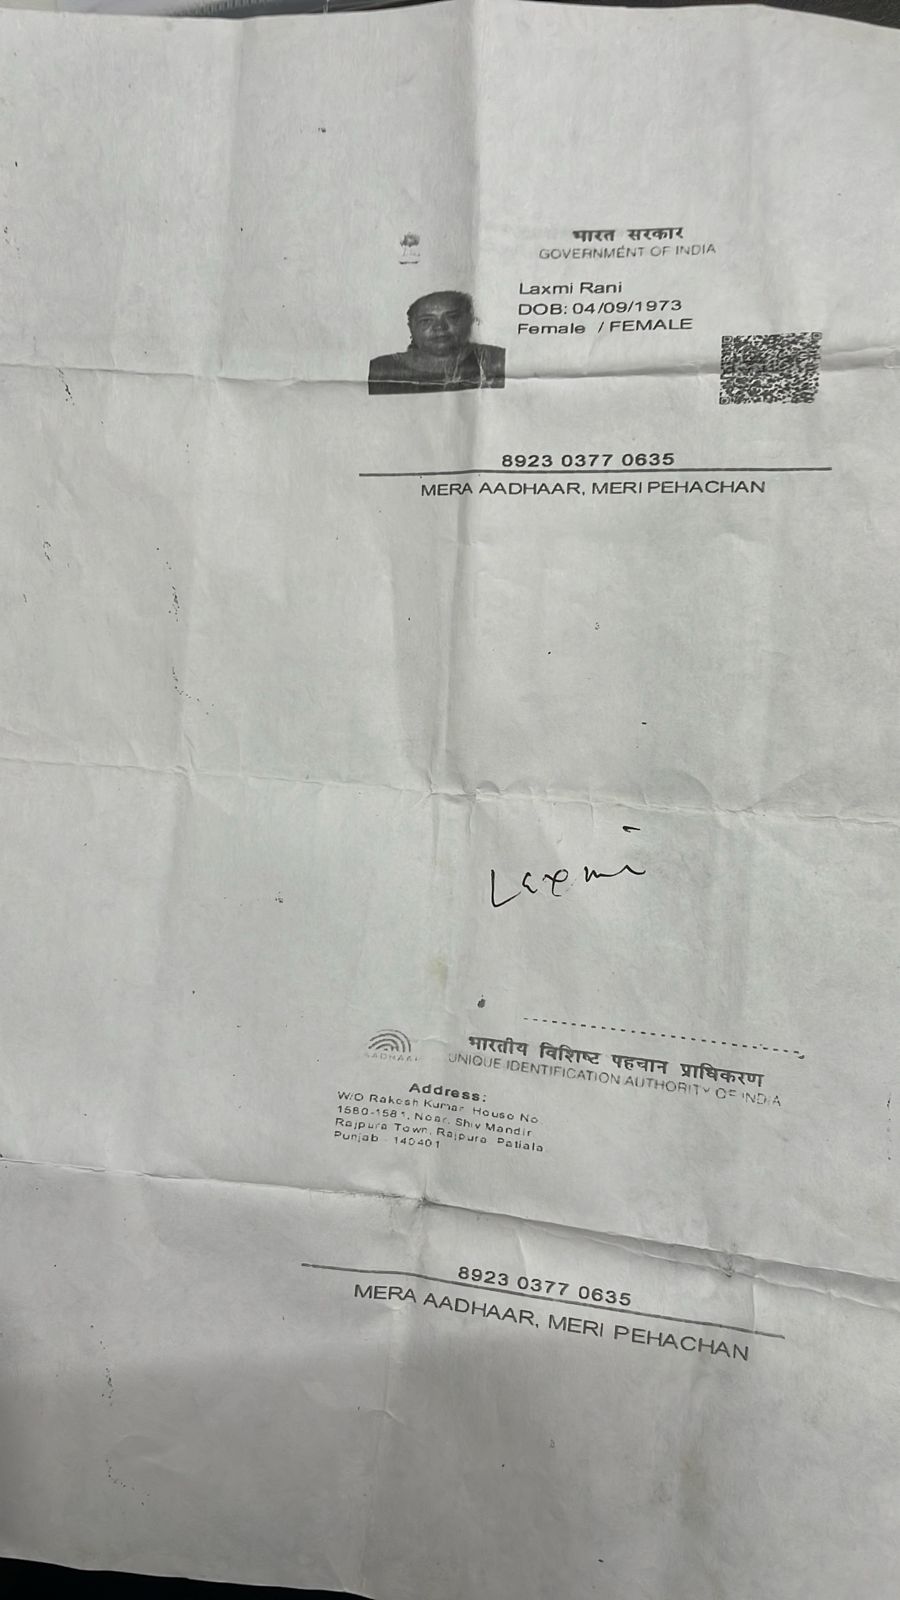 भारत सरकार
GOVERNMENT OF INDIA
Laxmi Rani
DOB: 04/09/1973
Female / FEMALE
8923 0377 0635
MERA AADHAAR, MERI PEHACHAN
Laxmi
भारतीय विशिष्ट पहचान प्राधिकरण
AADHAAR
UNIQUE IDENTIFICATION AUTHORITY OF INDIA
Address:
W/O Rakesh Kumar House No
1580-1581, Near, Shiv Mandir
Rajpura Town, Rajpura Patiala
Punjab - 140401
8923 0377 0635
MERA AADHAAR, MERI PEHACHAN